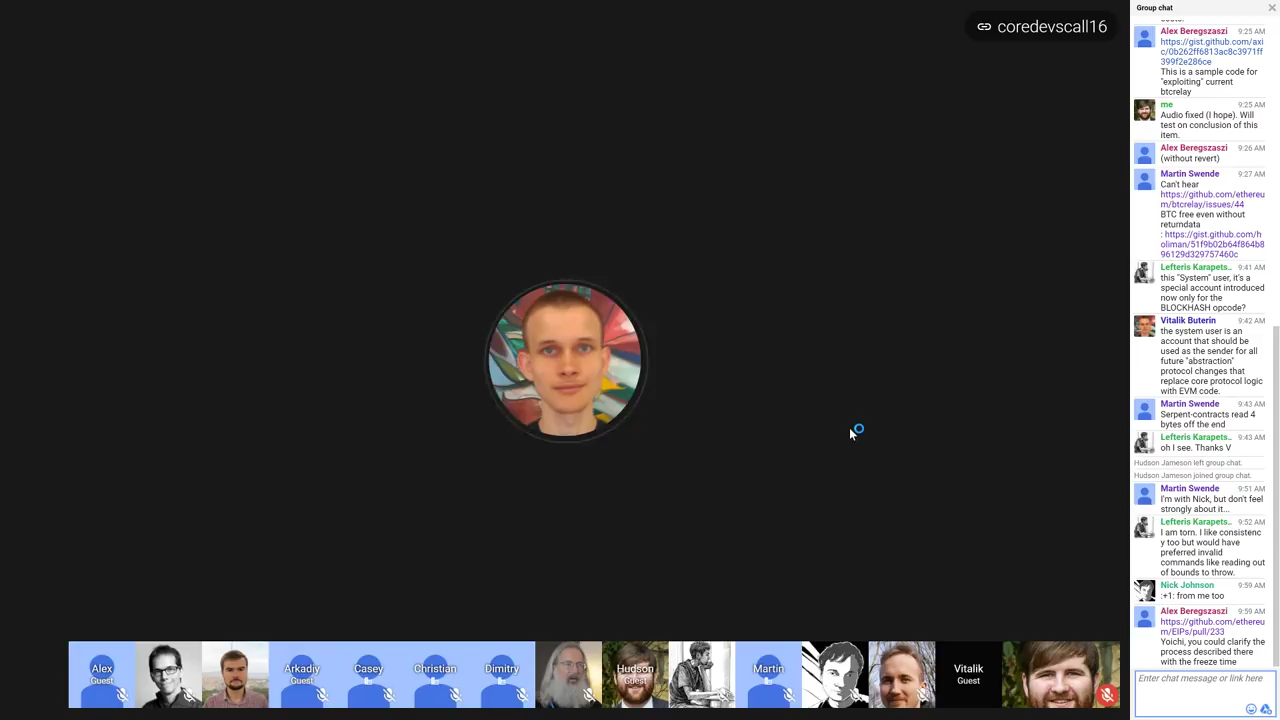 coredevscall16
Group chat
Alex Beregszaszi 9:25 AM
https://gist.github.com/axi
c/0b262ff6813ac8c3971ff
399f2e286ce
This is a sample code for
"exploiting" current
btcrelay
me 9:25 AM
Audio fixed (I hope). Will
test on conclusion of this
item.
Alex Beregszaszi 9:26 AM
(without revert)
Martin Swende 9:27 AM
Can't hear
https://github.com/ethereu
m/btcrelay/issues/44
BTC free even without
returndata
: https://gist.github.com/h
oliman/51f9b02b64f864b8
96129d329757460c
Lefteris Karapets.. 9:41 AM
this "System" user, it's a
special account introduced
now only for the
BLOCKHASH opcode?
Vitalik Buterin 9:42 AM
the system user is an
account that should be
used as the sender for all
future "abstraction"
protocol changes that
replace core protocol logic
with EVM code.
Martin Swende 9:43 AM
Serpent-contracts read 4
bytes off the end
Lefteris Karapets.. 9:43 AM
oh I see. Thanks V
Hudson Jameson left group chat.
Hudson Jameson joined group chat.
Martin Swende 9:51 AM
I'm with Nick, but don't feel
strongly about it...
Lefteris Karapets.. 9:52 AM
I am torn. I like consistenc
y too but would have
preferred invalid
commands like reading out
of bounds to throw.
Nick Johnson 9:59 AM
:+1: from me too
Alex Beregszaszi 9:59 AM
https://github.com/ethereu
m/EIPs/pull/233
Yoichi, you could clarify the
process described there
with the freeze time
Enter chat message or link here
Alex
Guest
Arkadiy
Guest
Casey
Guest
Christian
Guest
Dimitry
Guest
Hudson
Guest
Martin
Guest
Vitalik
Guest